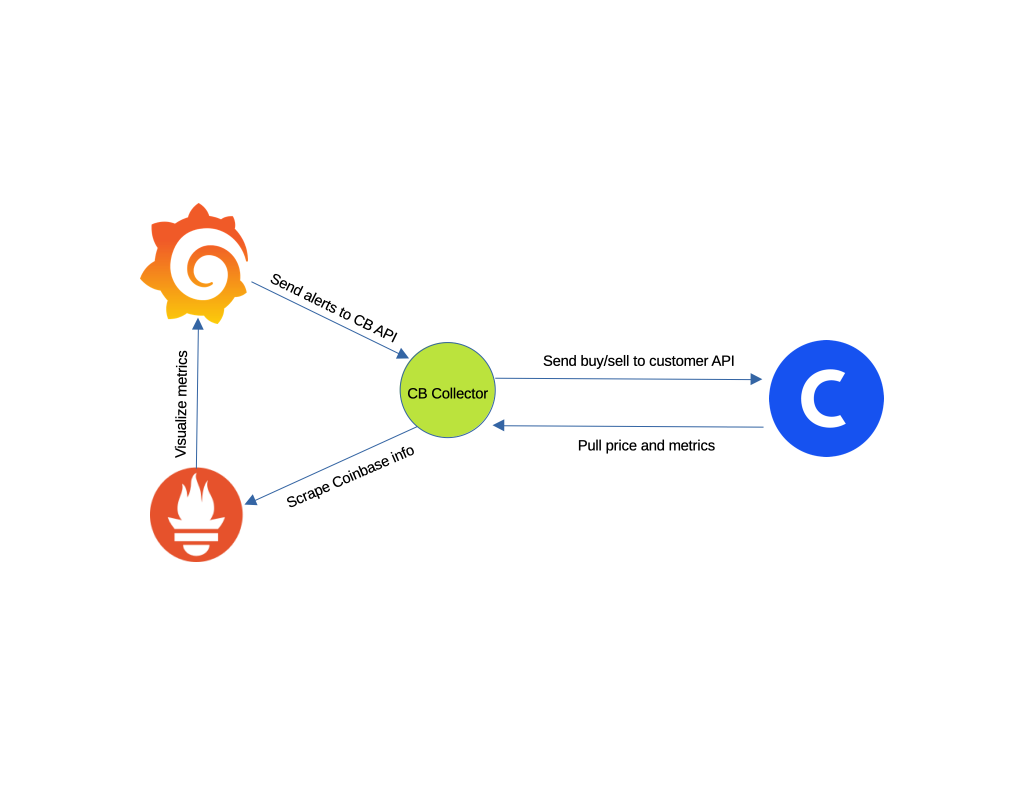 Send alerts to CB API
Send buy/sell to customer API
CB Collector
Visualize metrics
Pull price and metrics
Scrape Coinbase info